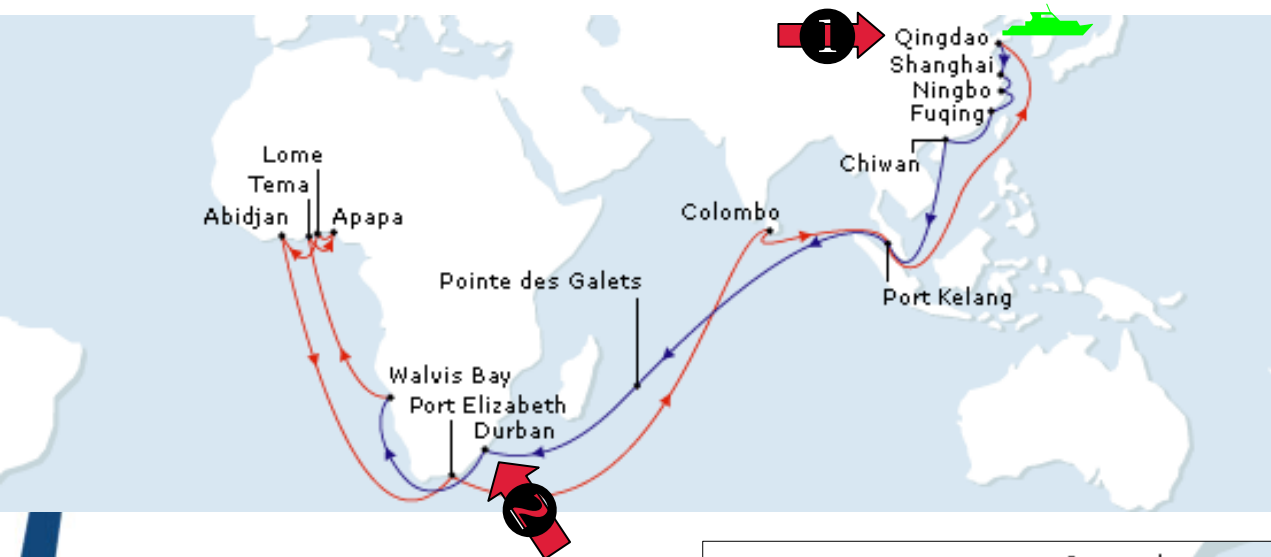 1
Qingdao
Shanghai
Ningbo
Fuqing
Chiwan
Lome
Tema
Abidjan
Apapa
Colombo
Pointe des Galets
Port Kelang
Walvis Bay
Port Elizabeth
Durban
2